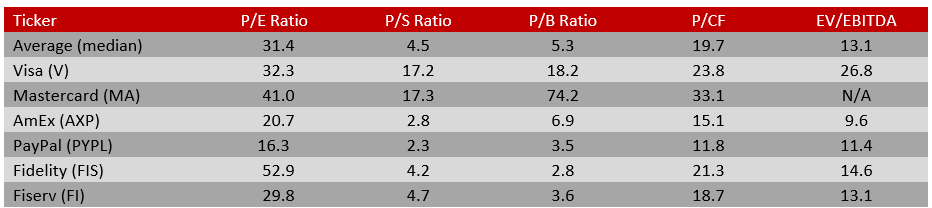 Ticker P/E Ratio P/S Ratio P/B Ratio P/CF EV/EBITDA
Average (median) 31.4 4.5 5.3 19.7 13.1
Visa (V) 32.3 17.2 18.2 23.8 26.8
Mastercard (MA) 41.0 17.3 74.2 33.1 N/A
AmEx (AXP) 20.7 2.8 6.9 15.1 9.6
PayPal (PYPL) 16.3 2.3 3.5 11.8 11.4
Fidelity (FIS) 52.9 4.2 2.8 21.3 14.6
Fiserv (FI) 29.8 4.7 3.6 18.7 13.1